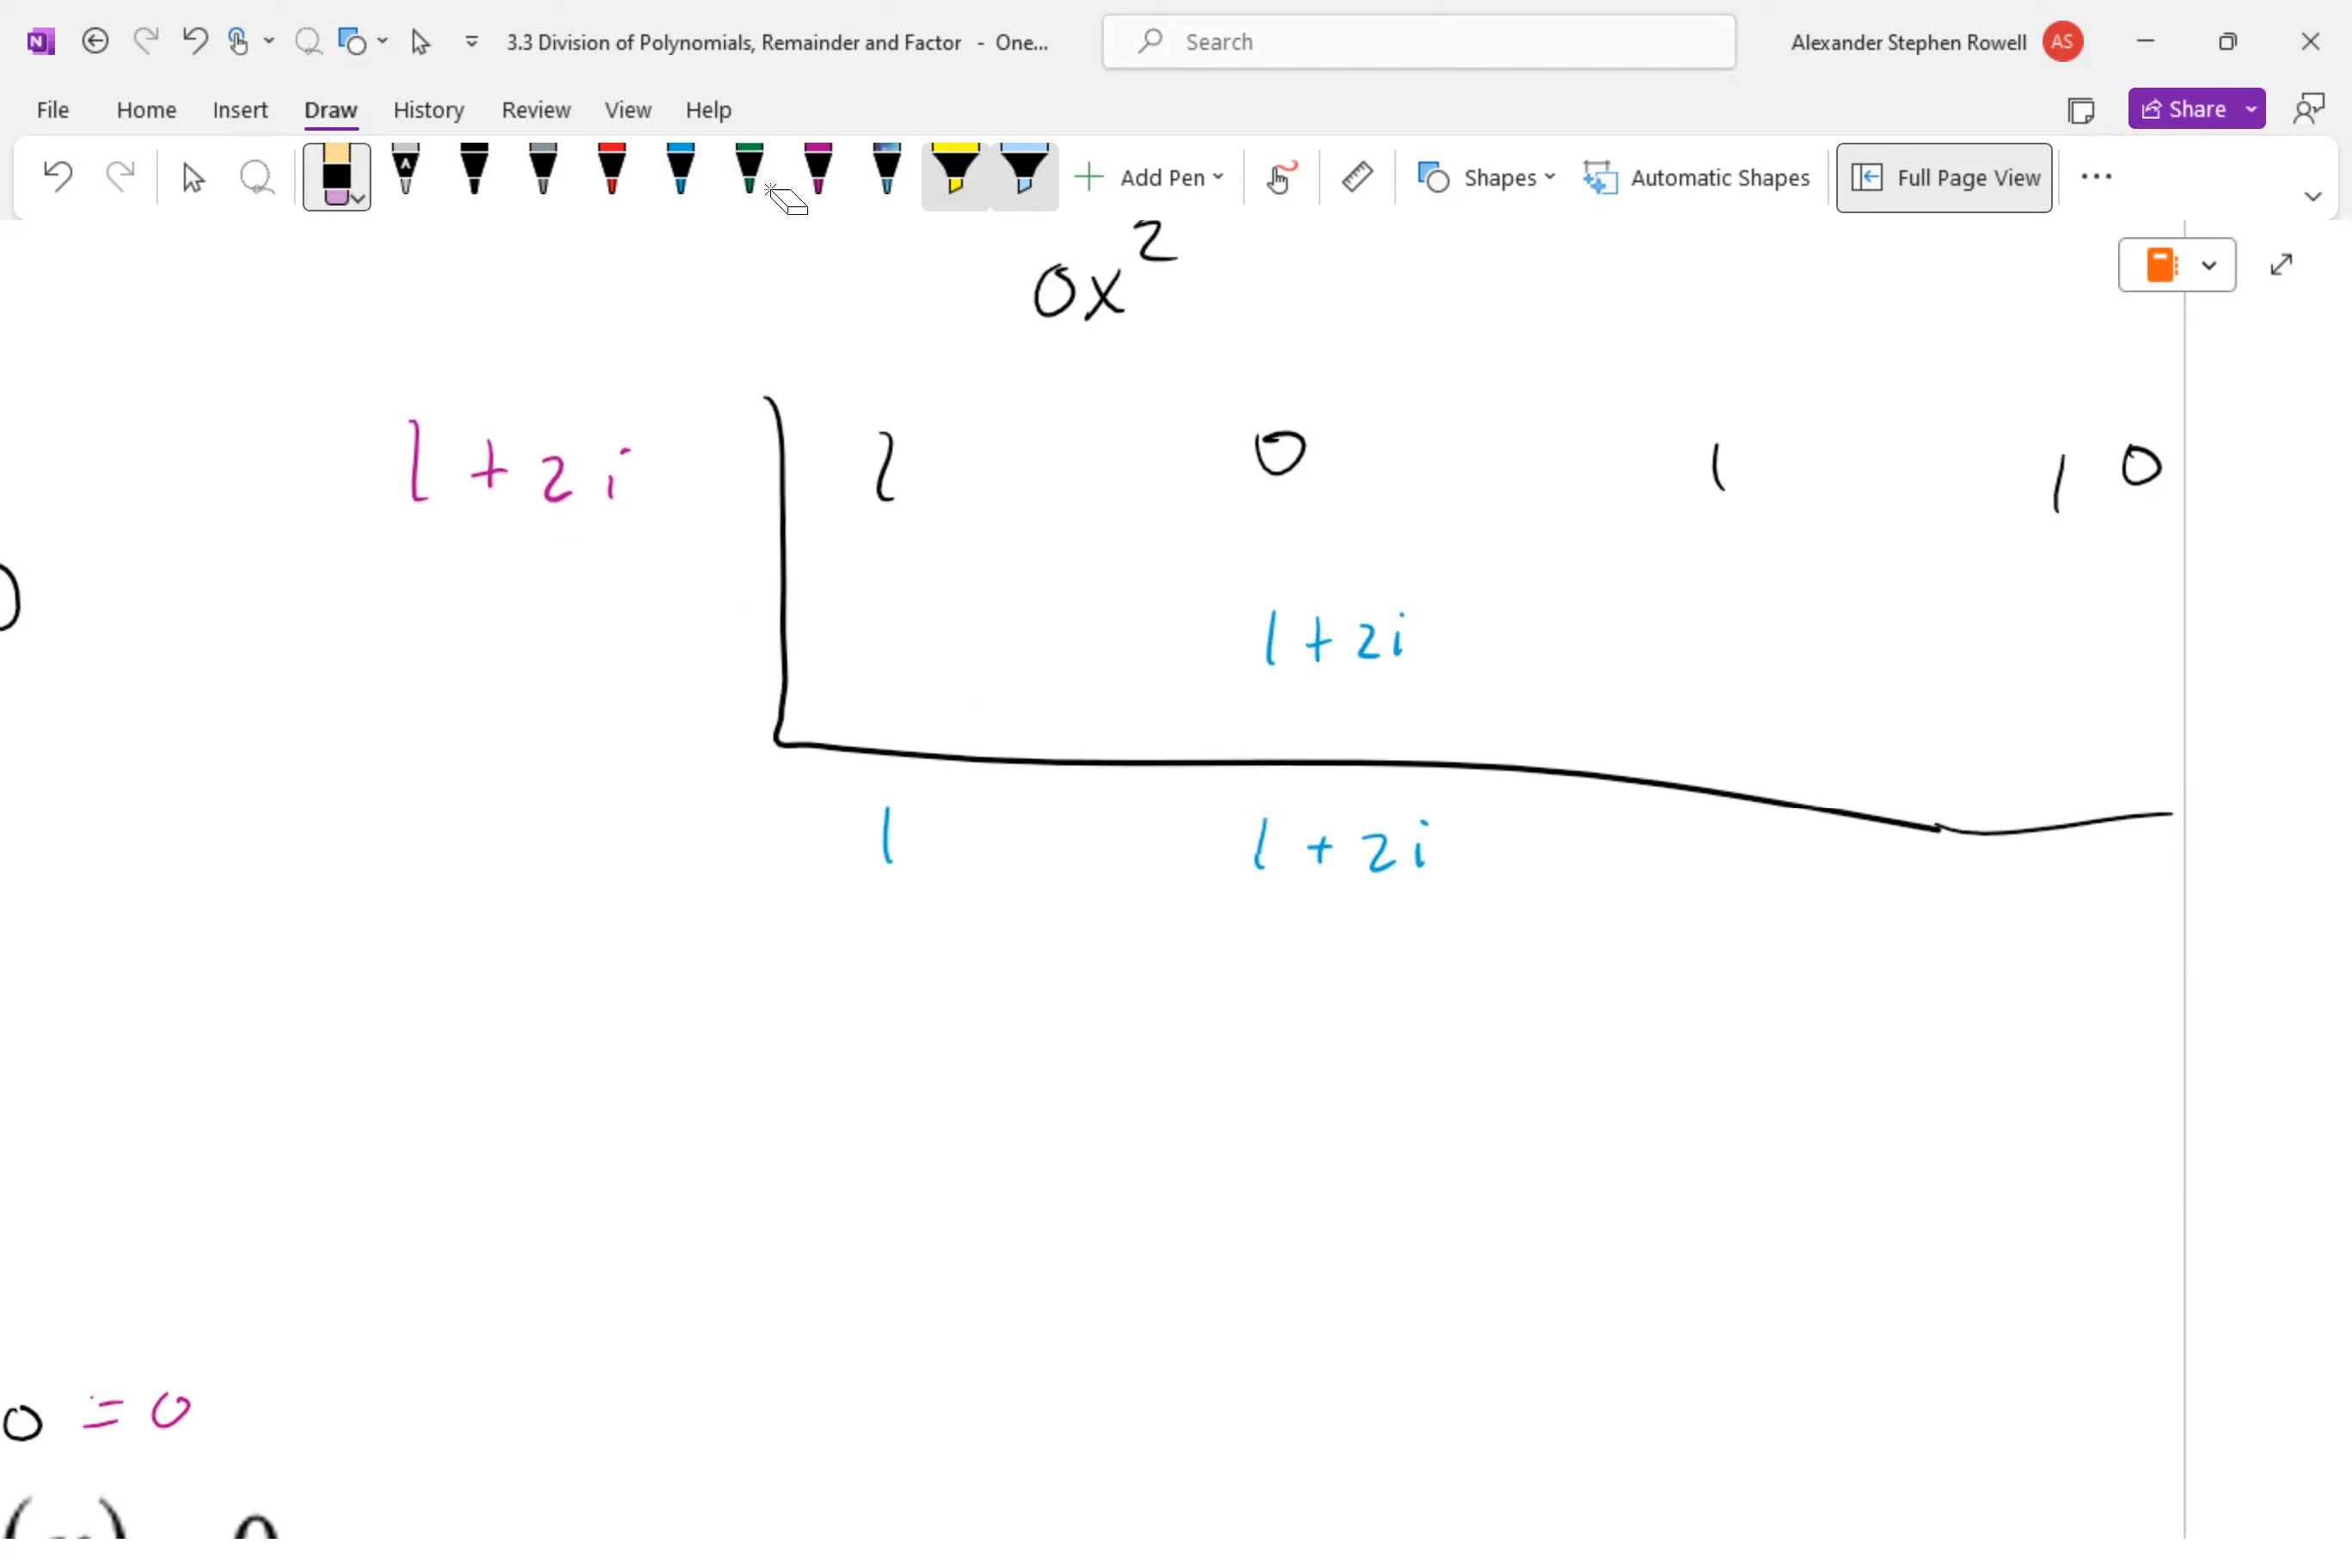 3.3 Division of Polynomials, Remainder and Factor - One...
Search
Alexander Stephen Rowell
AS
File Home Insert Draw History Review View Help
Share
Add Pen
Shapes
Automatic Shapes
Full Page View
0x²
1 + 2i
1 0 1 10
1 + 2i
1 1 + 2i
0 = 0